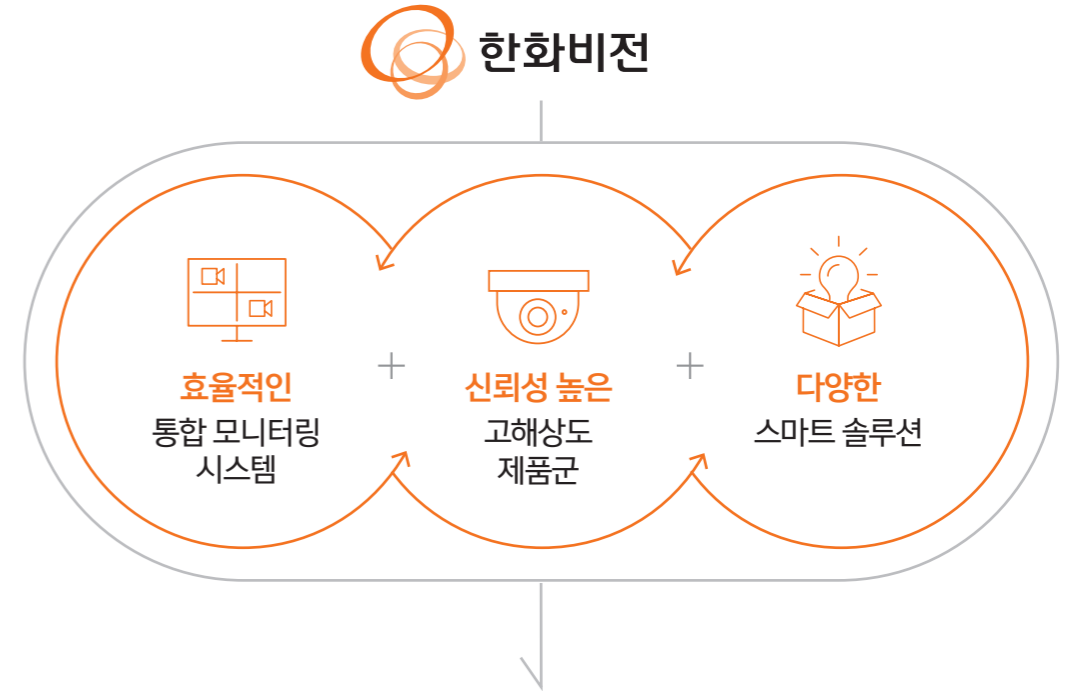 한화비전
효율적인
통합 모니터링
시스템
+
신뢰성 높은
고해상도
제품군
+
다양한
스마트 솔루션